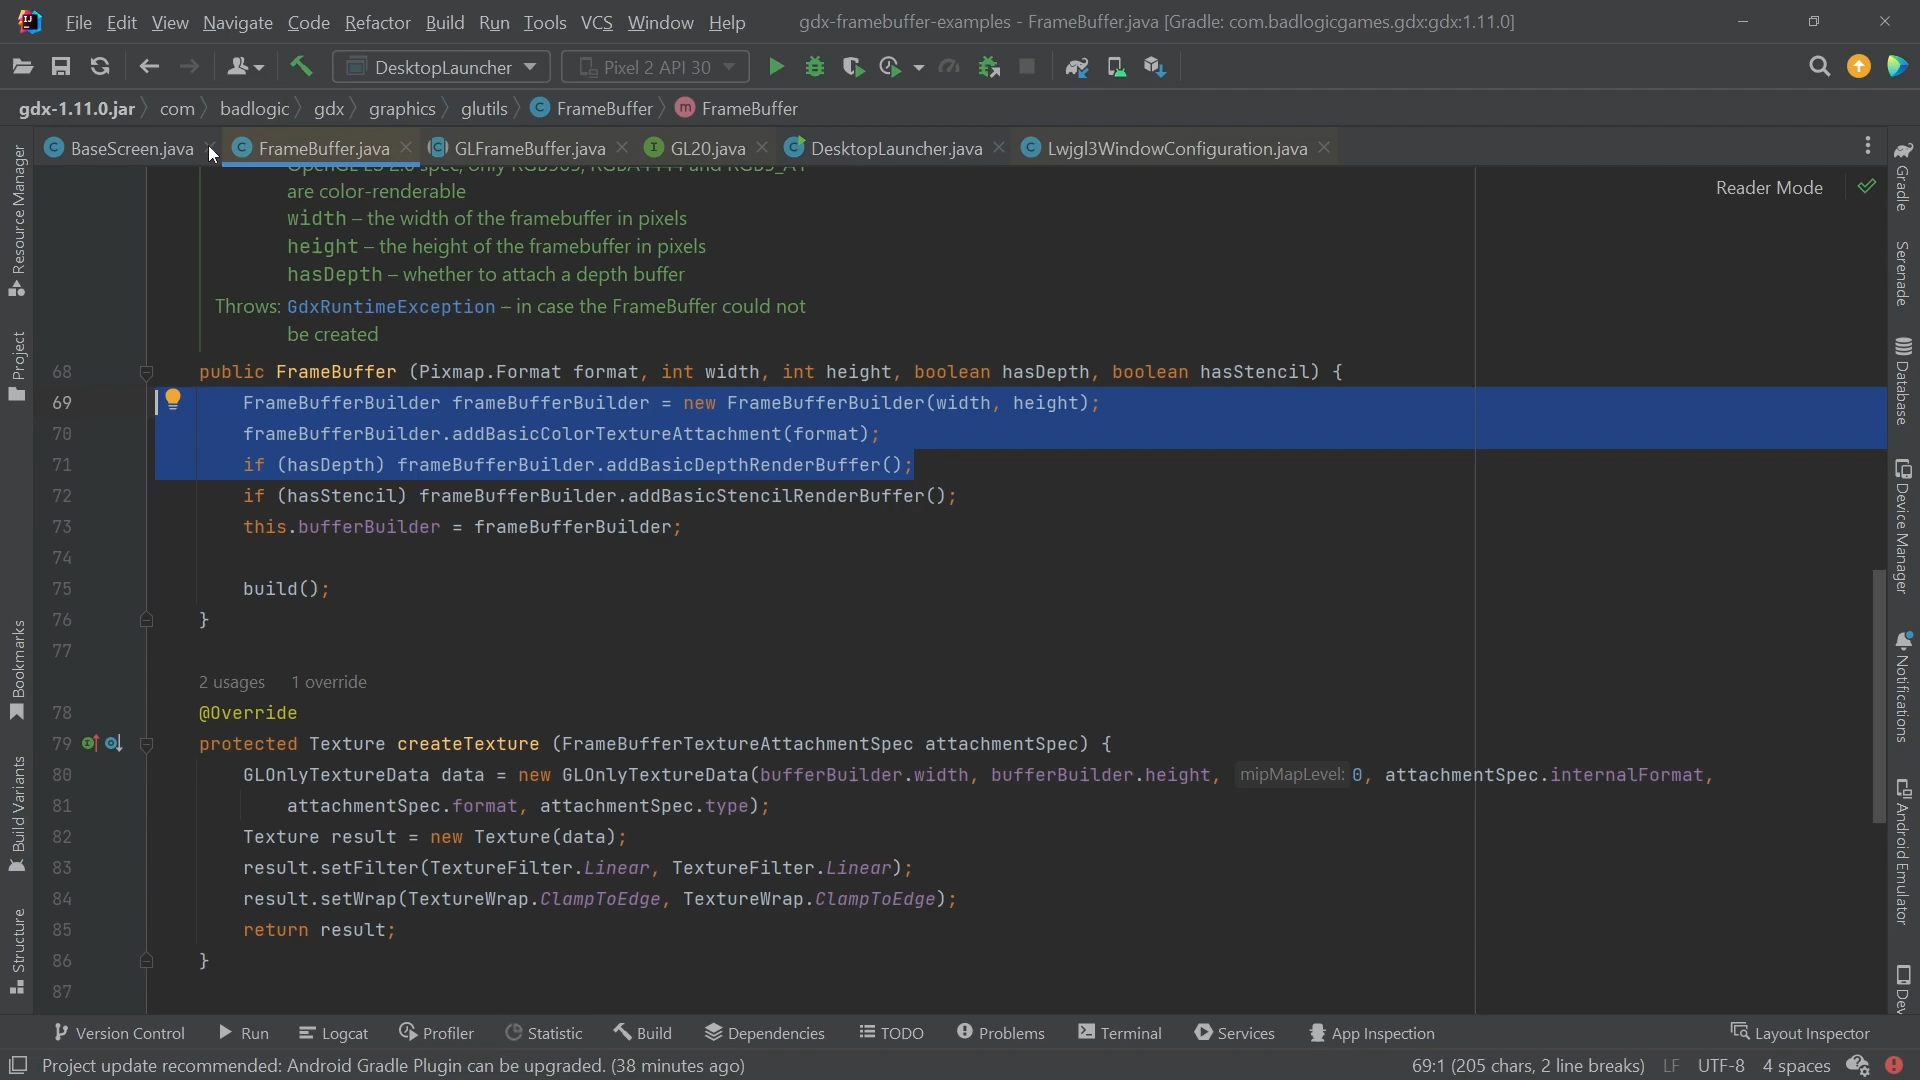 File Edit View Navigate Code Refactor Build Run Tools VCS Window Help gdx-framebuffer-examples - FrameBuffer.java [Gradle: com.badlogicgames.gdx:gdx:1.11.0]
DesktopLauncher Pixel 2 API 30
gdx-1.11.0.jar com badlogic gdx graphics glutils FrameBuffer FrameBuffer
BaseScreen.java FrameBuffer.java GLFrameBuffer.java GL20.java DesktopLauncher.java Lwjgl3WindowConfiguration.java
Reader Mode
are color-renderable
width – the width of the framebuffer in pixels
height – the height of the framebuffer in pixels
hasDepth – whether to attach a depth buffer
Throws: GdxRuntimeException – in case the FrameBuffer could not
be created
68 public FrameBuffer (Pixmap.Format format, int width, int height, boolean hasDepth, boolean hasStencil) {
69 FrameBufferBuilder frameBufferBuilder = new FrameBufferBuilder(width, height);
70 frameBufferBuilder.addBasicColorTextureAttachment(format);
71 if (hasDepth) frameBufferBuilder.addBasicDepthRenderBuffer();
72 if (hasStencil) frameBufferBuilder.addBasicStencilRenderBuffer();
73 this.bufferBuilder = frameBufferBuilder;
74
75 build();
76 }
77
2 usages 1 override
78 @Override
79 protected Texture createTexture (FrameBufferTextureAttachmentSpec attachmentSpec) {
80 GLOnlyTextureData data = new GLOnlyTextureData(bufferBuilder.width, bufferBuilder.height, mipMapLevel: 0, attachmentSpec.internalFormat,
81 attachmentSpec.format, attachmentSpec.type);
82 Texture result = new Texture(data);
83 result.setFilter(TextureFilter.Linear, TextureFilter.Linear);
84 result.setWrap(TextureWrap.ClampToEdge, TextureWrap.ClampToEdge);
85 return result;
86 }
87
Resource Manager
Project
Bookmarks
Build Variants
Structure
Gradle
Serenade
Database
Device Manager
Notifications
Android Emulator
Version Control Run Logcat Profiler Statistic Build Dependencies TODO Problems Terminal Services App Inspection Layout Inspector
Project update recommended: Android Gradle Plugin can be upgraded. (38 minutes ago) 69:1 (205 chars, 2 line breaks) LF UTF-8 4 spaces